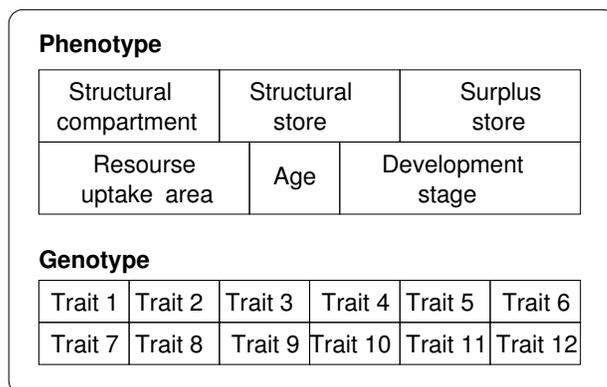 Phenotype
Structural Structural Surplus
compartment store store
Resourse Age Development
uptake area stage
Genotype
Trait 1 Trait 2 Trait 3 Trait 4 Trait 5 Trait 6
Trait 7 Trait 8 Trait 9 Trait 10 Trait 11 Trait 12